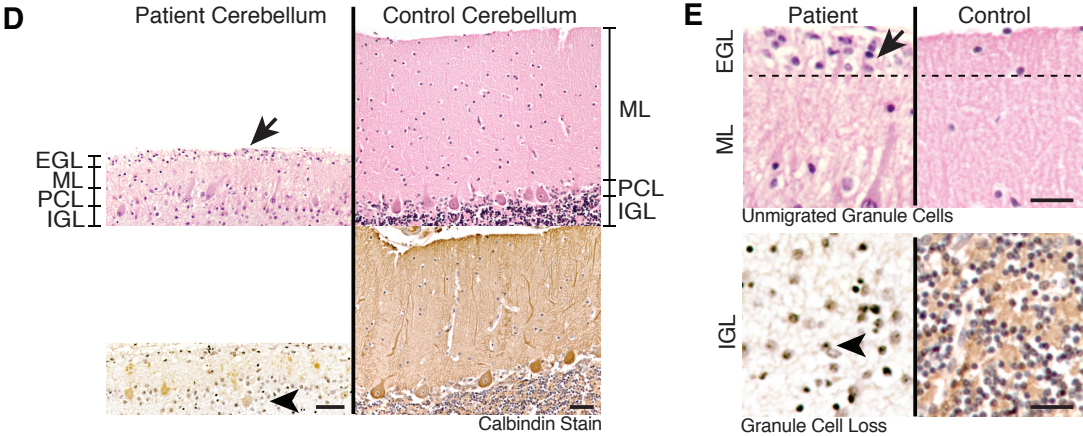 D
Patient Cerebellum
Control Cerebellum
EGL
ML
PCL
IGL
ML
PCL
IGL
Calbindin Stain
E
Patient
Control
EGL
ML
Unmigrated Granule Cells
IGL
Granule Cell Loss